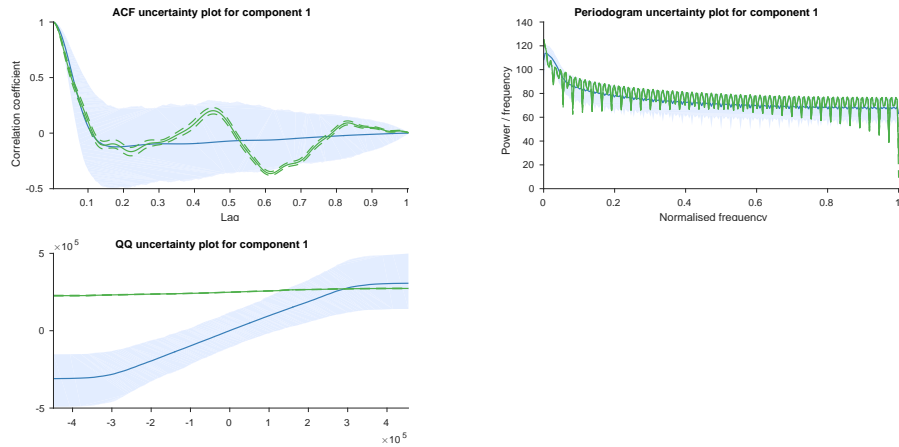 ACF uncertainty plot for component 1
Correlation coefficient
1
0.5
0
-0.5
0.1 0.2 0.3 0.4 0.5 0.6 0.7 0.8 0.9 1
Lag
Periodogram uncertainty plot for component 1
Power / frequency
140
120
100
80
60
40
20
0
0 0.2 0.4 0.6 0.8 1
Normalised frequency
QQ uncertainty plot for component 1
×10^5
5
0
-5
-4 -3 -2 -1 0 1 2 3 4
×10^5